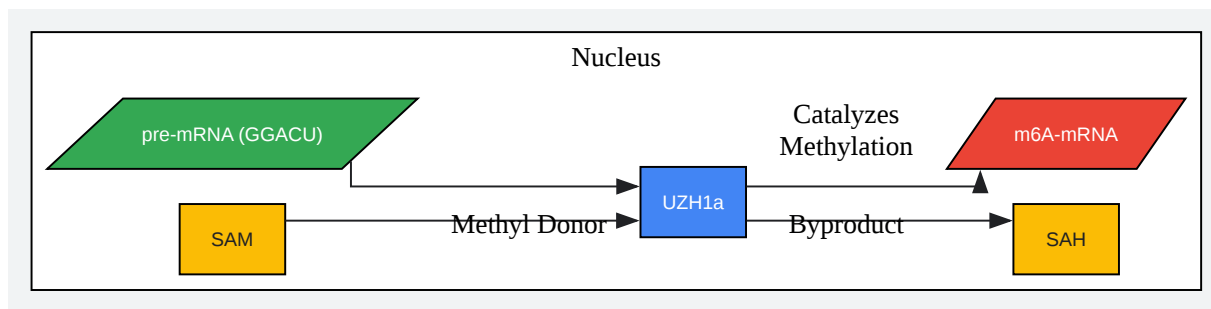 Nucleus
pre-mRNA (GGACU)
Catalyzes
Methylation
m6A-mRNA
UZH1a
SAM
Methyl Donor
Byproduct
SAH